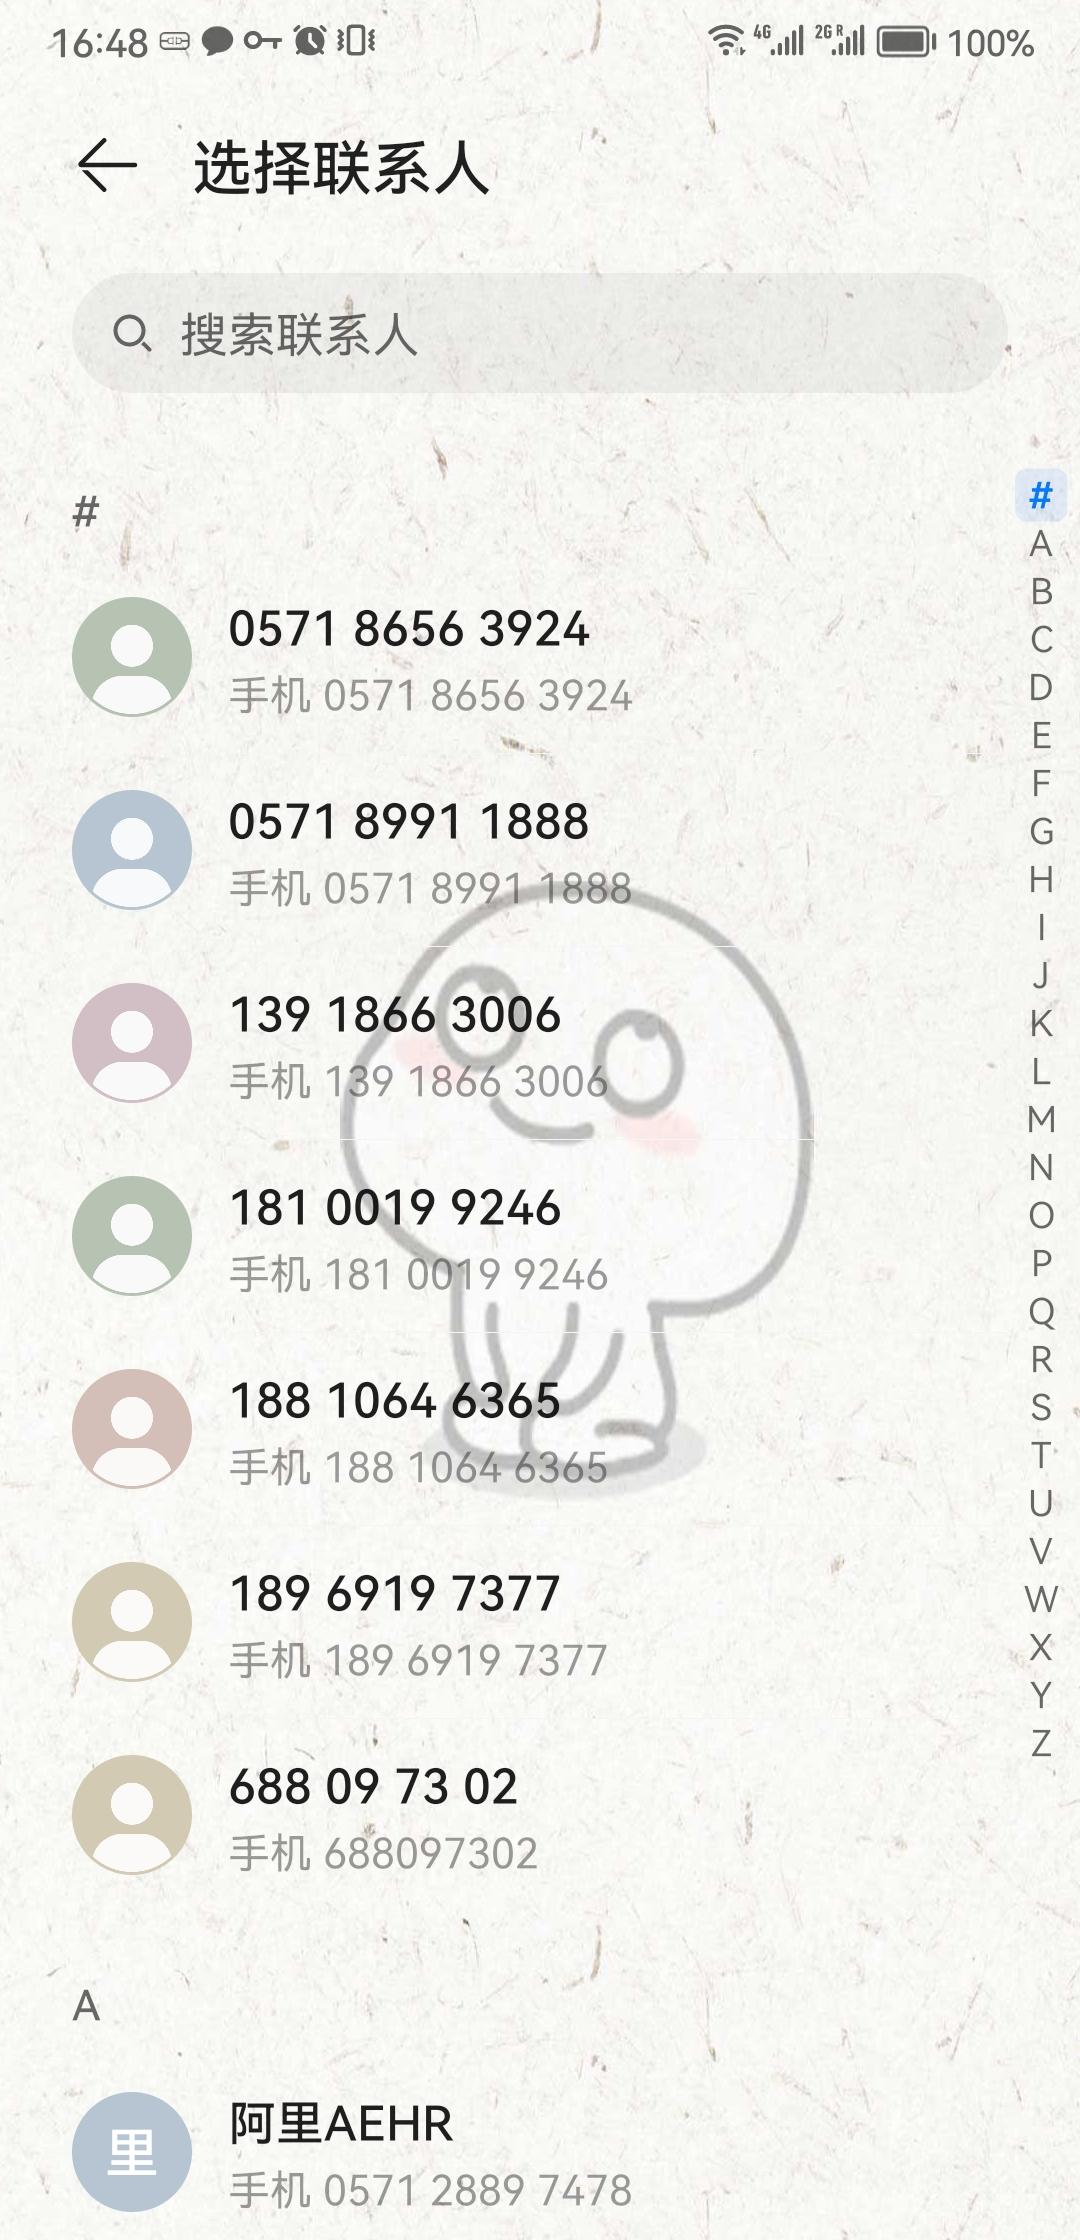 16:48 4G 2G R 100%
选择联系人
搜索联系人
#
0571 8656 3924
手机 0571 8656 3924
0571 8991 1888
手机 0571 8991 1888
139 1866 3006
手机 139 1866 3006
181 0019 9246
手机 181 0019 9246
188 1064 6365
手机 188 1064 6365
189 6919 7377
手机 189 6919 7377
688 09 73 02
手机 688097302
A
里
阿里AEHR
手机 0571 2889 7478
#
A
B
C
D
E
F
G
H
I
J
K
L
M
N
O
P
Q
R
S
T
U
V
W
X
Y
Z